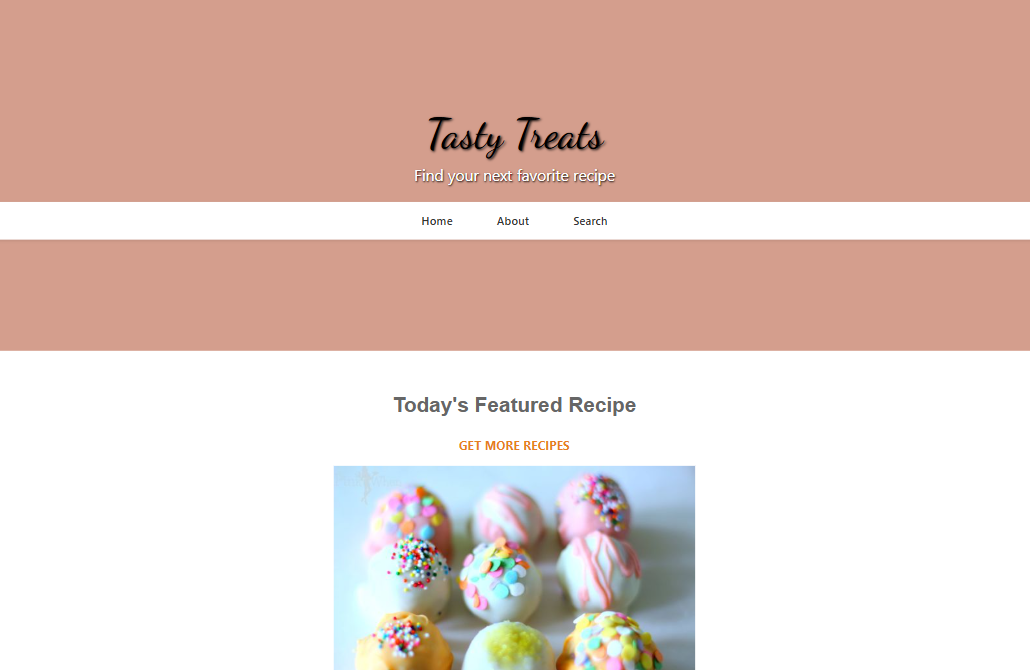 Tasty Treats
Find your next favorite recipe
Home About Search
Today's Featured Recipe
GET MORE RECIPES